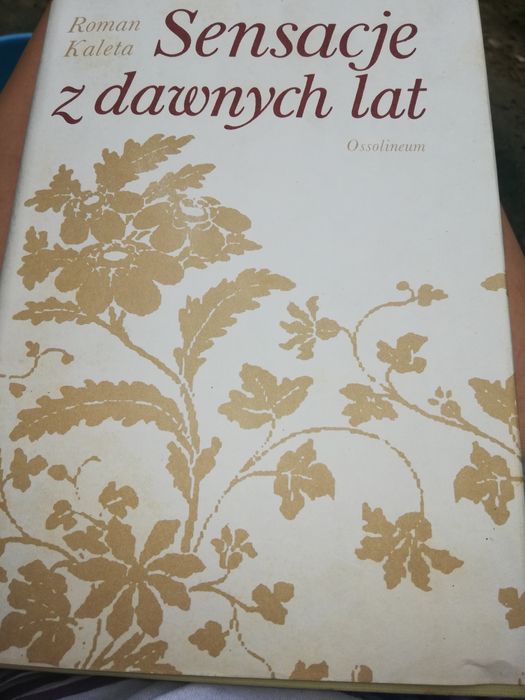 Roman
Kaleta
Sensacje
z dawnych lat
Ossolineum